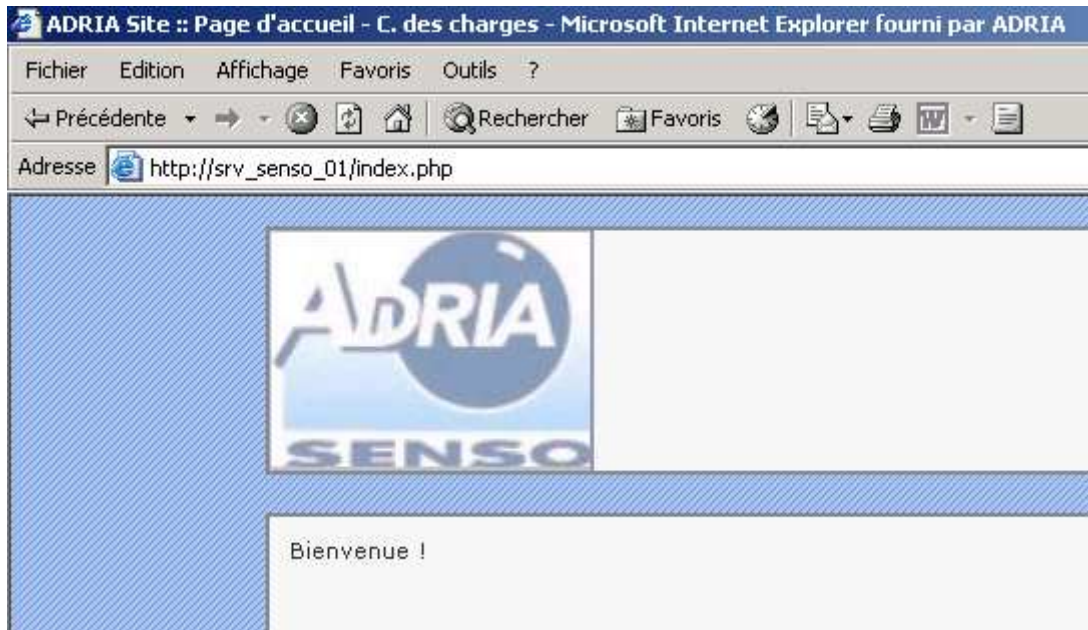 ADRIA Site :: Page d'accueil - C. des charges - Microsoft Internet Explorer fourni par ADRIA
Fichier Edition Affichage Favoris Outils ?
Précédente Rechercher Favoris
Adresse http://srv_senso_01/index.php
ADRIA
SENSO
Bienvenue !